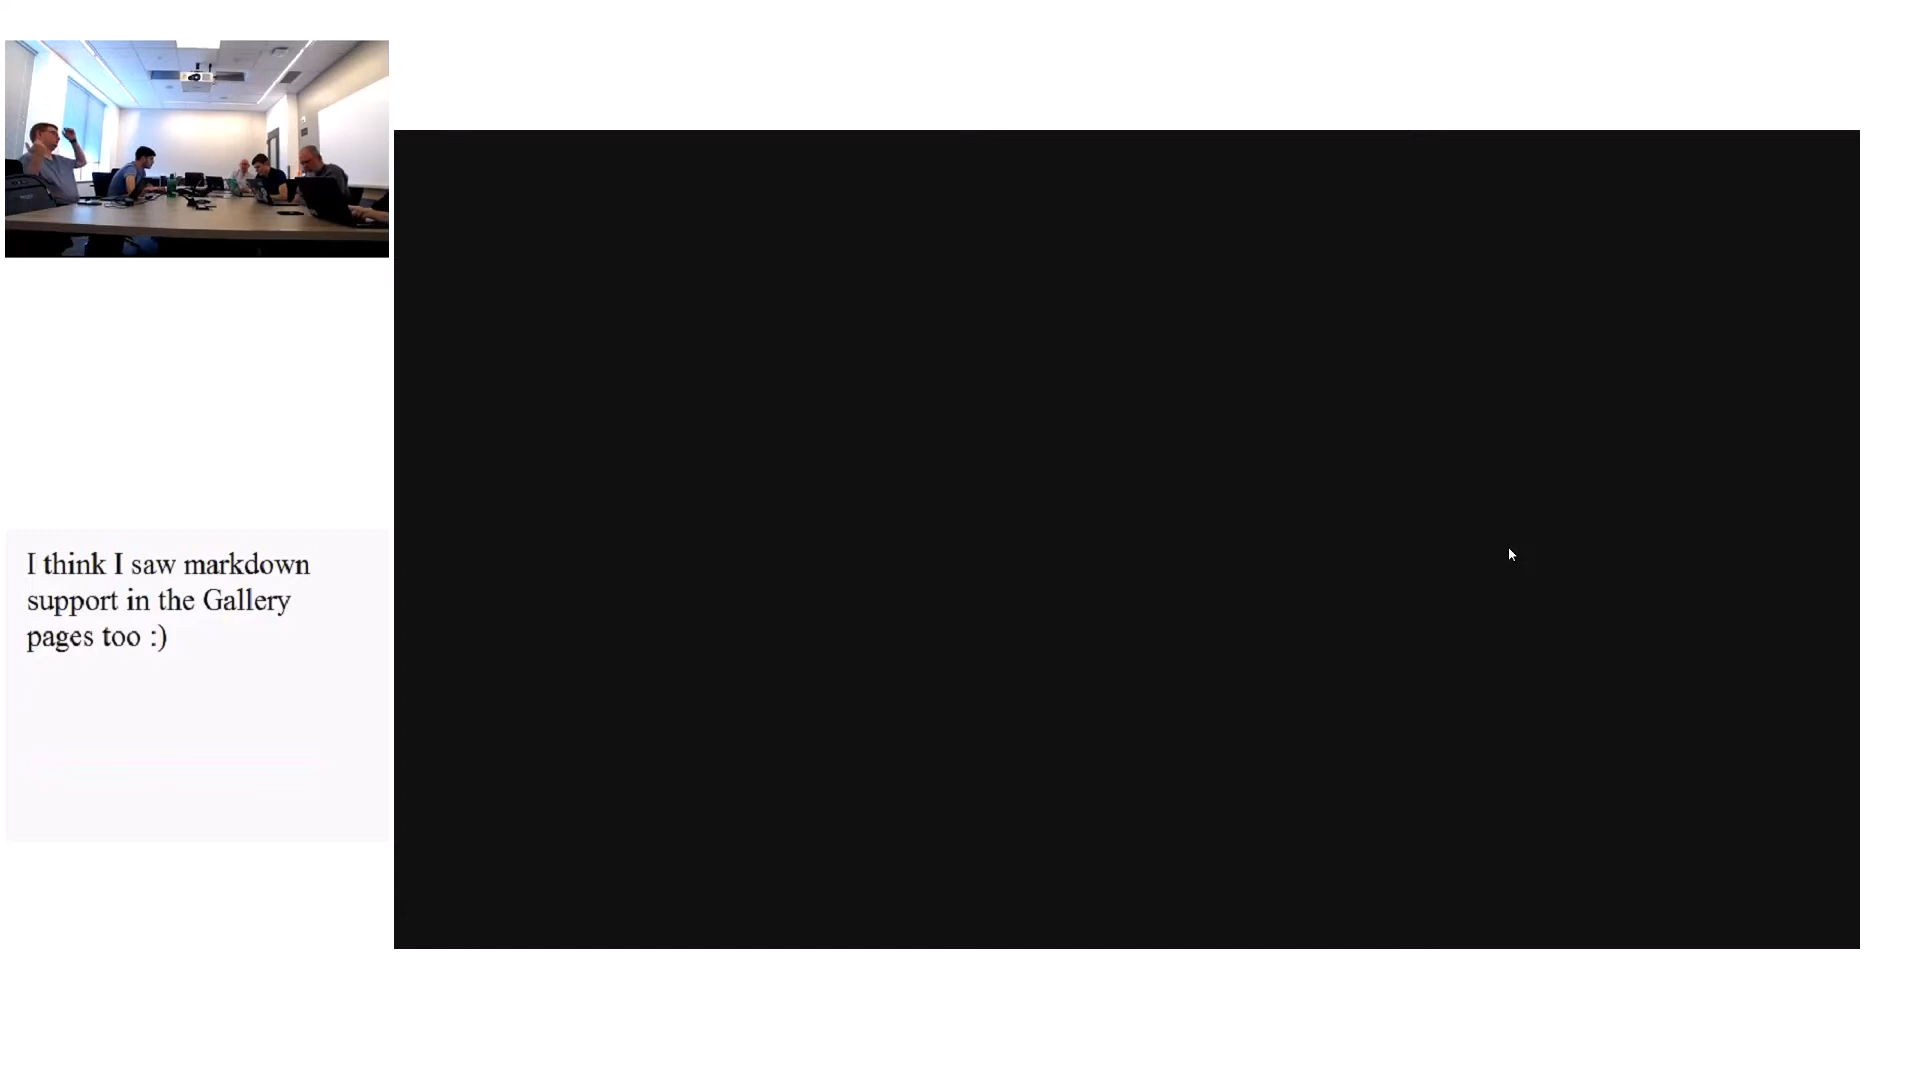 I think I saw markdown
support in the Gallery
pages too :)